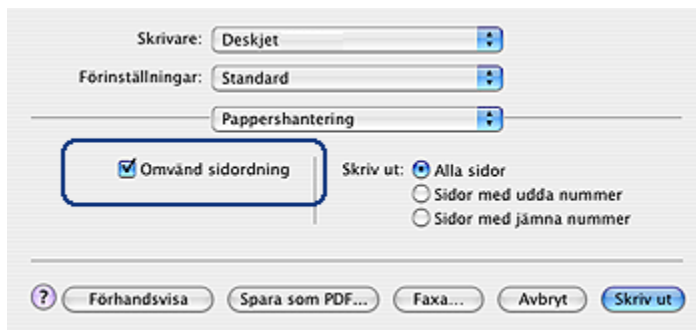 Skrivare: Deskjet
Förinställningar: Standard
Pappershantering
Omvänd sidordning
Skriv ut: Alla sidor
Sidor med udda nummer
Sidor med jämna nummer
? Förhandsvisa Spara som PDF... Faxa... Avbryt Skriv ut